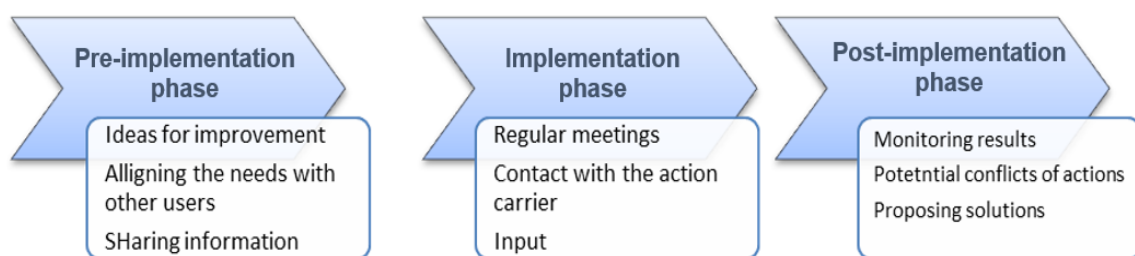 Pre-implementation
phase
Ideas for improvement
Alligning the needs with
other users
SHaring information
Implementation
phase
Regular meetings
Contact with the action
carrier
Input
Post-implementation
phase
Monitoring results
Potetntial conflicts of actions
Proposing solutions